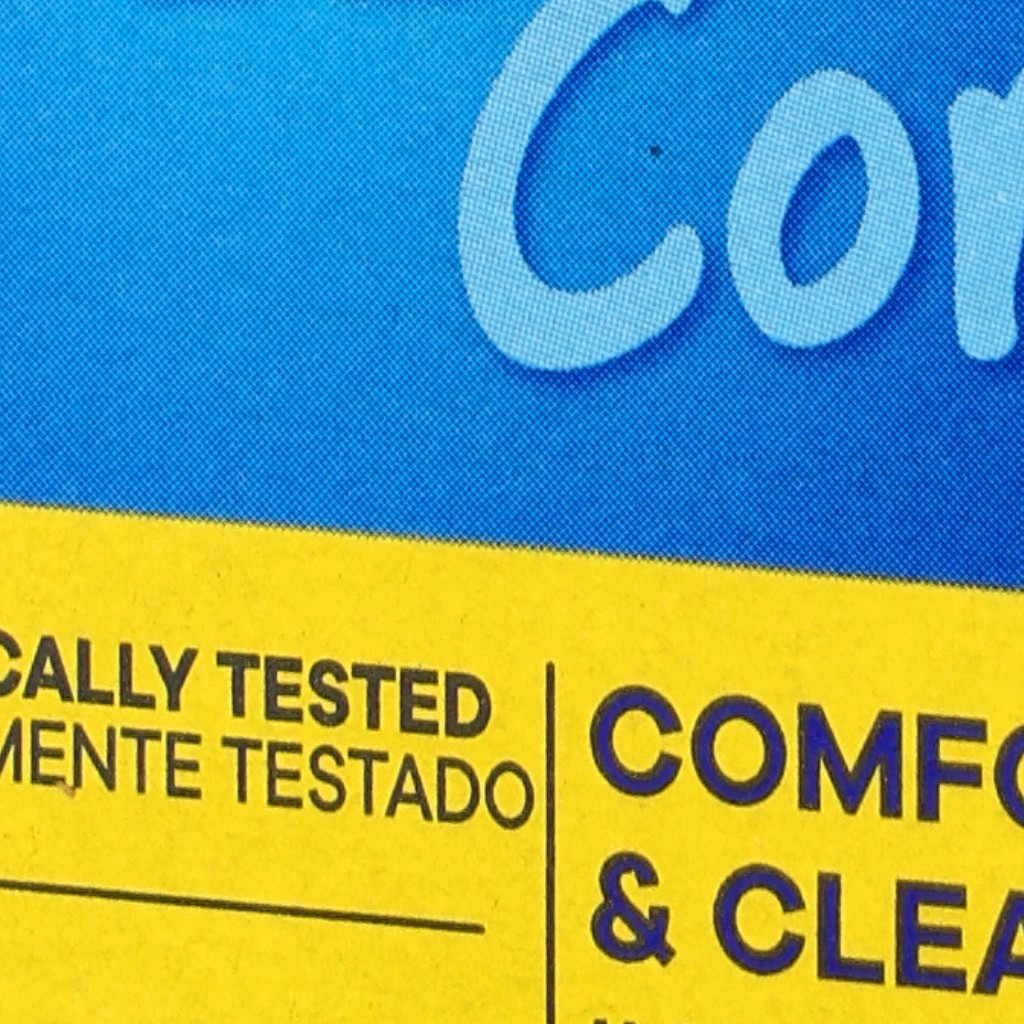 Co
CALLY TESTED
MENTE TESTADO
COMFO
& CLEA